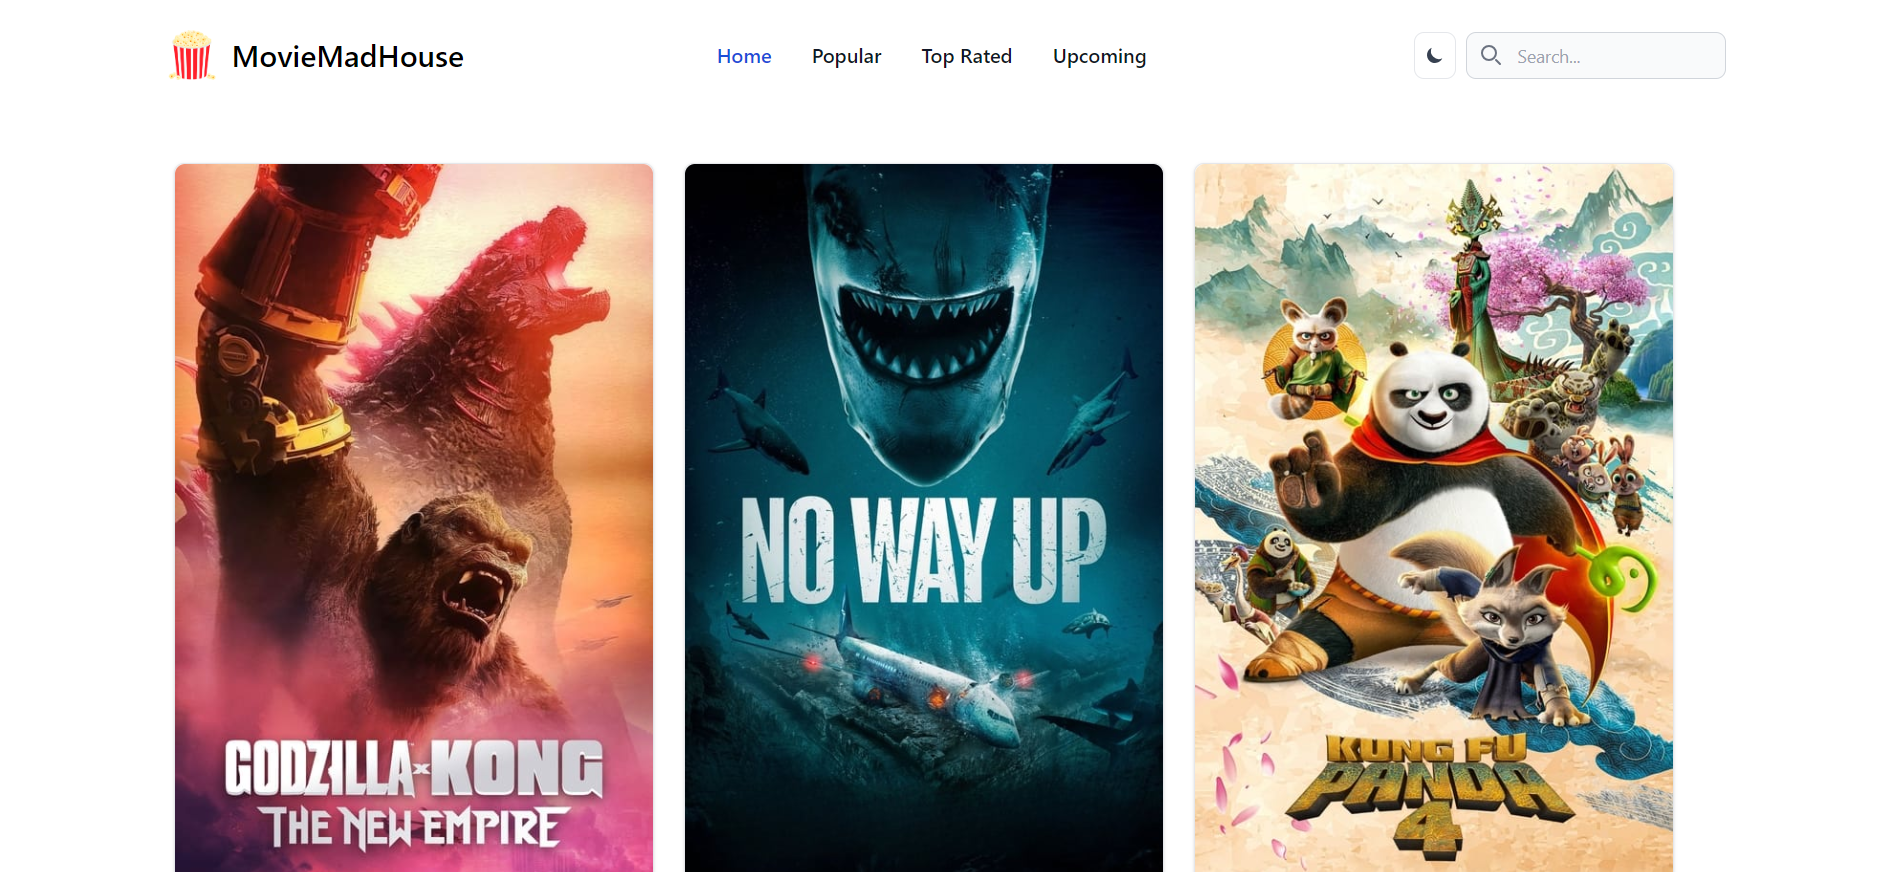 MovieMadHouse
Home
Popular
Top Rated
Upcoming
Search...
GODZILLA x KONG
THE NEW EMPIRE
NO WAY UP
KUNG FU
PANDA
4